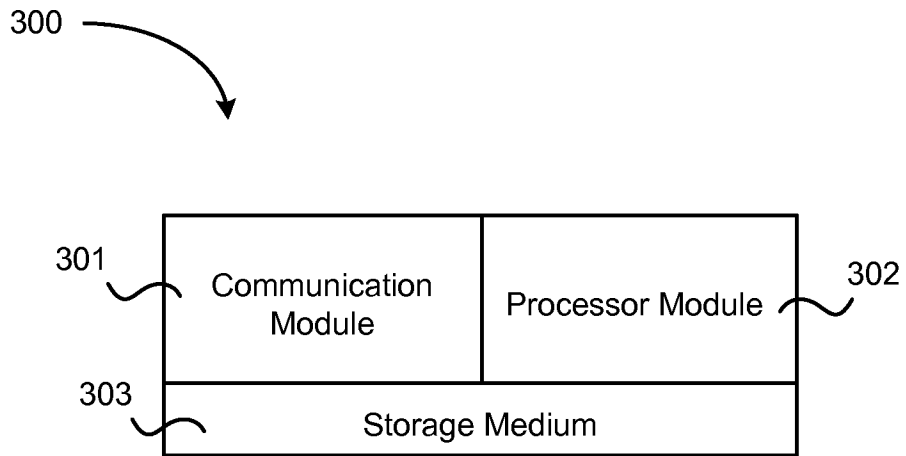 300
301
Communication
Module
Processor Module
302
303
Storage Medium